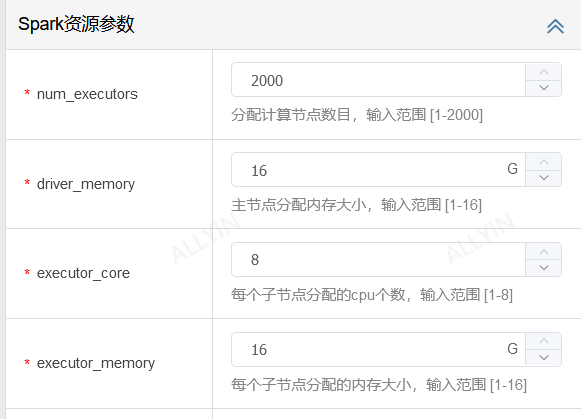 Spark资源参数
* num_executors
2000
分配计算节点数目，输入范围 [1-2000]
* driver_memory
16 G
主节点分配内存大小，输入范围 [1-16]
ALLYIN ALLYIN
* executor_core
8
每个子节点分配的cpu个数，输入范围 [1-8]
* executor_memory
16 G
每个子节点分配的内存大小，输入范围 [1-16]